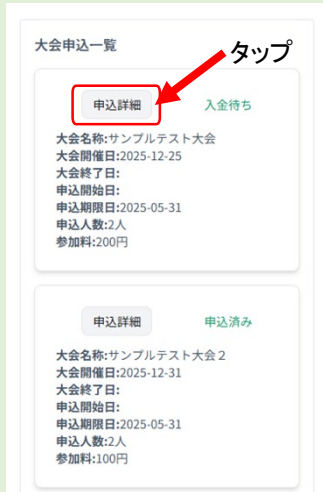 大会申込一覧
タップ
申込詳細 入金待ち
大会名称:サンプルテスト大会
大会開催日:2025-12-25
大会終了日:
申込開始日:
申込期限日:2025-05-31
申込人数:2人
参加料:200円
申込詳細 申込済み
大会名称:サンプルテスト大会２
大会開催日:2025-12-31
大会終了日:
申込開始日:
申込期限日:2025-05-31
申込人数:2人
参加料:100円